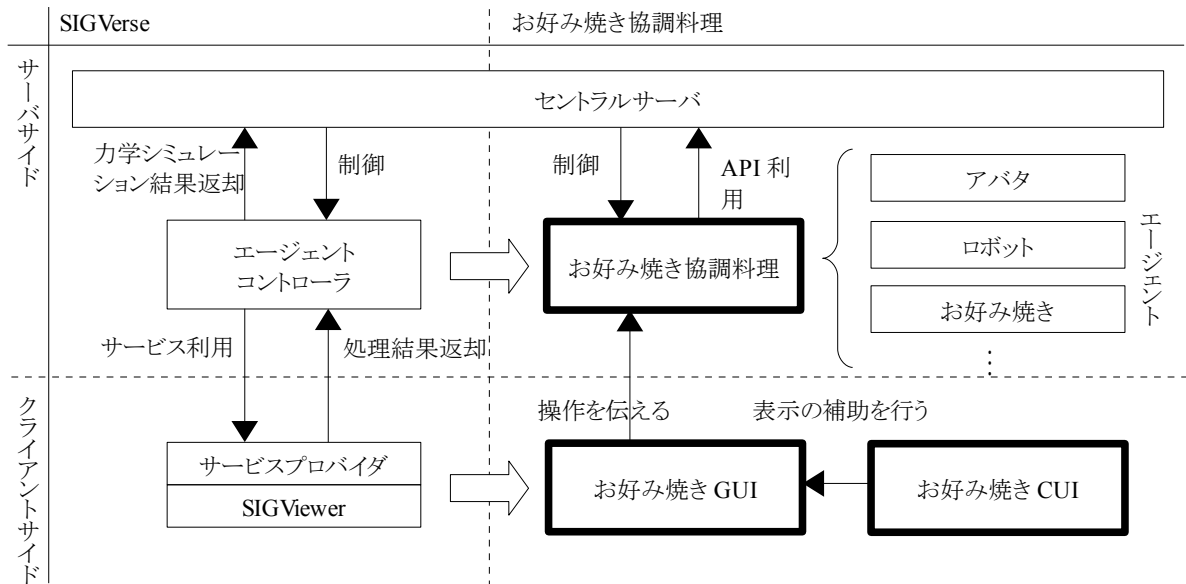 SIGVerse
お好み焼き協調料理
サーバサイド
セントラルサーバ
力学シミュレー
ション結果返却
制御
制御
API 利
用
エージェント
コントローラ
お好み焼き協調料理
アバタ
ロボット
お好み焼き
⋮
エージェント
サービス利用
処理結果返却
クライアントサイド
操作を伝える
表示の補助を行う
サービスプロバイダ
SIGViewer
お好み焼き GUI
お好み焼き CUI